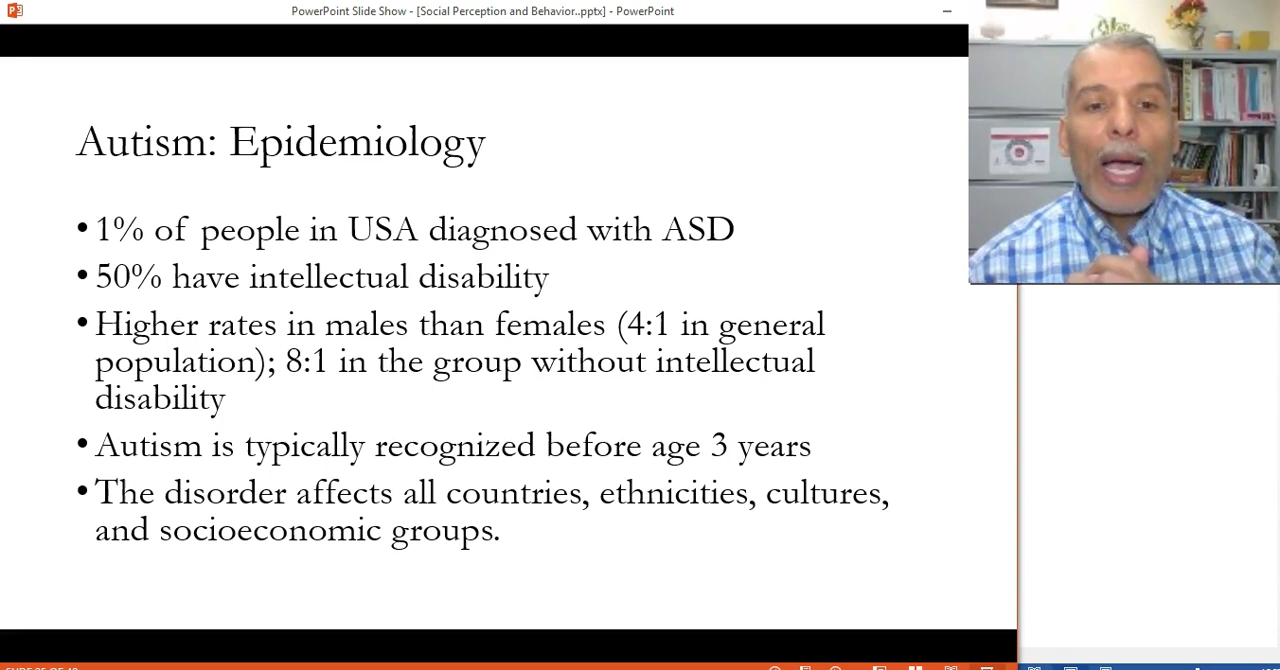 PowerPoint Slide Show - [Social Perception and Behavior..pptx] - PowerPoint
Autism: Epidemiology
• 1% of people in USA diagnosed with ASD
• 50% have intellectual disability
• Higher rates in males than females (4:1 in general
population); 8:1 in the group without intellectual
disability
• Autism is typically recognized before age 3 years
• The disorder affects all countries, ethnicities, cultures,
and socioeconomic groups.